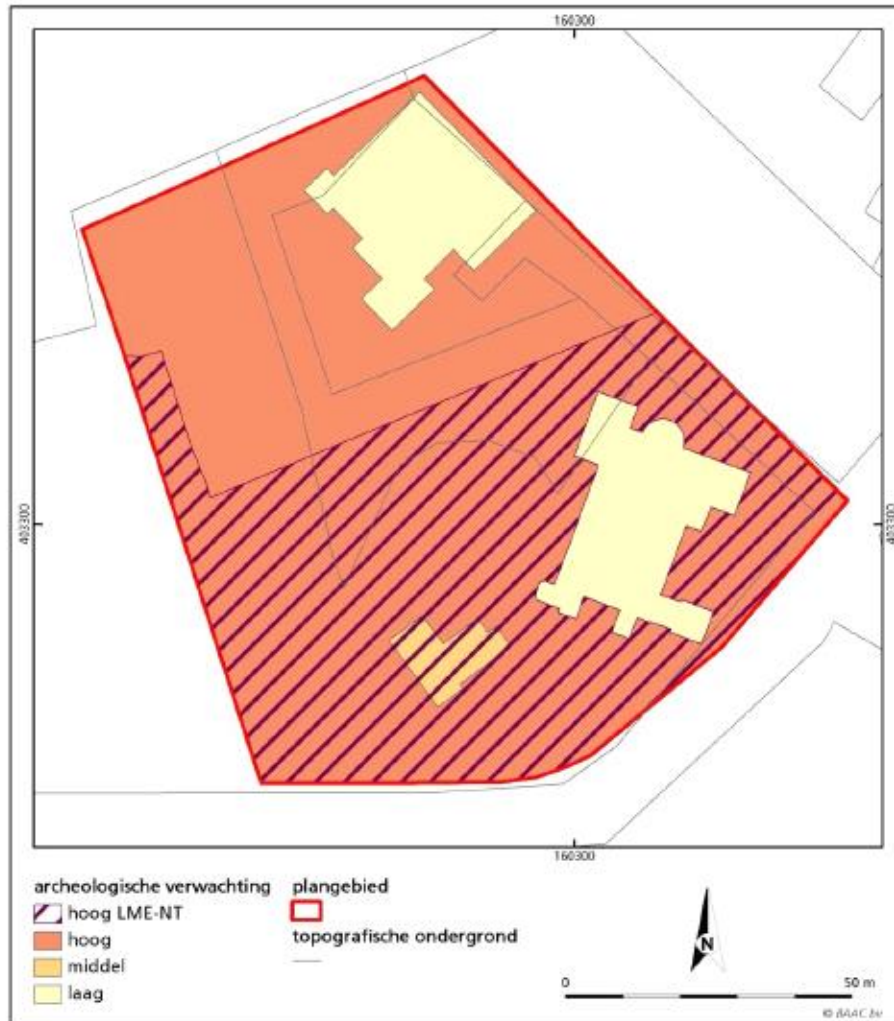 160300
403300
403300
160300
archeologische verwachting
hoog LME-NT
hoog
middel
laag
plangebied
topografische ondergrond
N
0 50 m
© BAAC bv